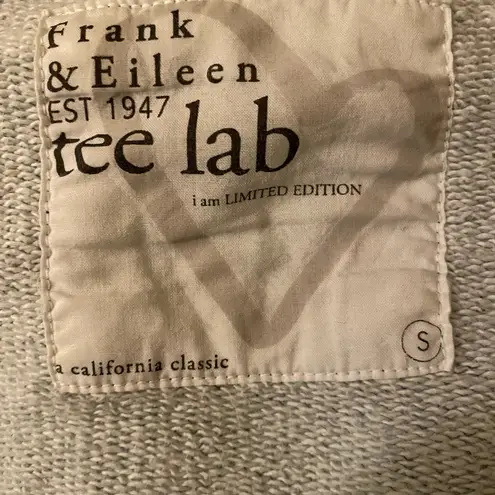 Frank
& Eileen
EST 1947
tee lab
i am LIMITED EDITION
a california classic
S